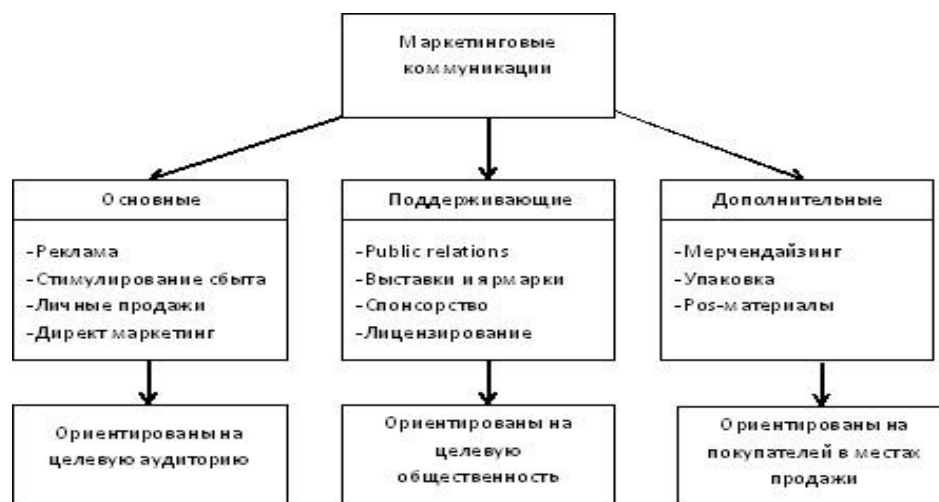 Маркетинговые
коммуникации
Основные
-Реклама
-Стимулирование сбыта
-Личные продажи
-Директ маркетинг
Ориентированы на
целевую аудиторию
Поддерживающие
-Public relations
-Выставки и ярмарки
-Спонсорство
-Лицензирование
Ориентированы на
целевую
общественность
Дополнительные
-Мерчендайзинг
-Упаковка
-Pos-материалы
Ориентированы на
покупателей в местах
продажи